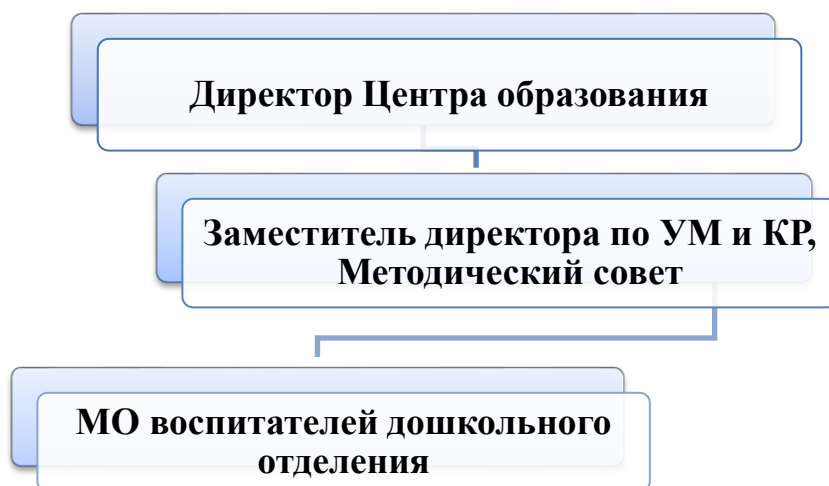 Директор Центра образования
Заместитель директора по УМ и КР,
Методический совет
МО воспитателей дошкольного
отделения